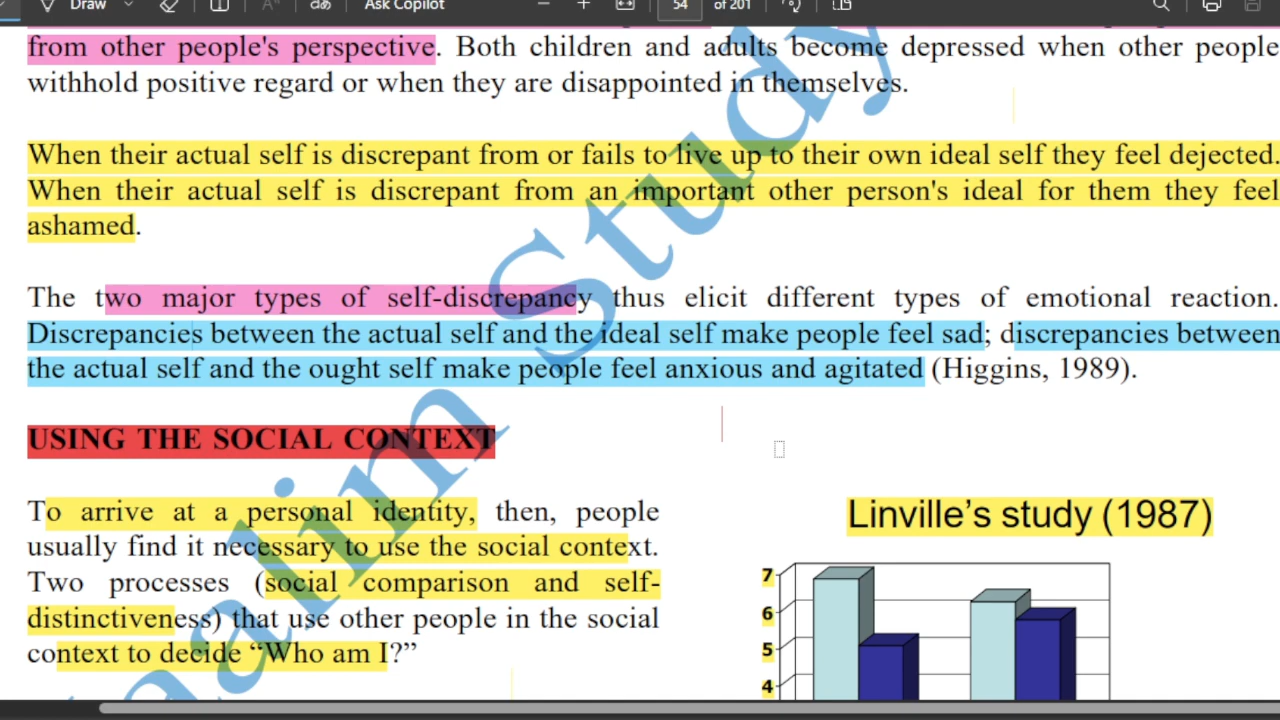 Draw
Ask Copilot
54 of 201
from other people's perspective. Both children and adults become depressed when other people
withhold positive regard or when they are disappointed in themselves.
When their actual self is discrepant from or fails to live up to their own ideal self they feel dejected.
When their actual self is discrepant from an important other person's ideal for them they feel
ashamed.
The two major types of self-discrepancy thus elicit different types of emotional reaction.
Discrepancies between the actual self and the ideal self make people feel sad; discrepancies between
the actual self and the ought self make people feel anxious and agitated (Higgins, 1989).
USING THE SOCIAL CONTEXT
To arrive at a personal identity, then, people
usually find it necessary to use the social context.
Two processes (social comparison and self-
distinctiveness) that use other people in the social
context to decide “Who am I?”
Linville’s study (1987)
7
6
5
4
aalim Study